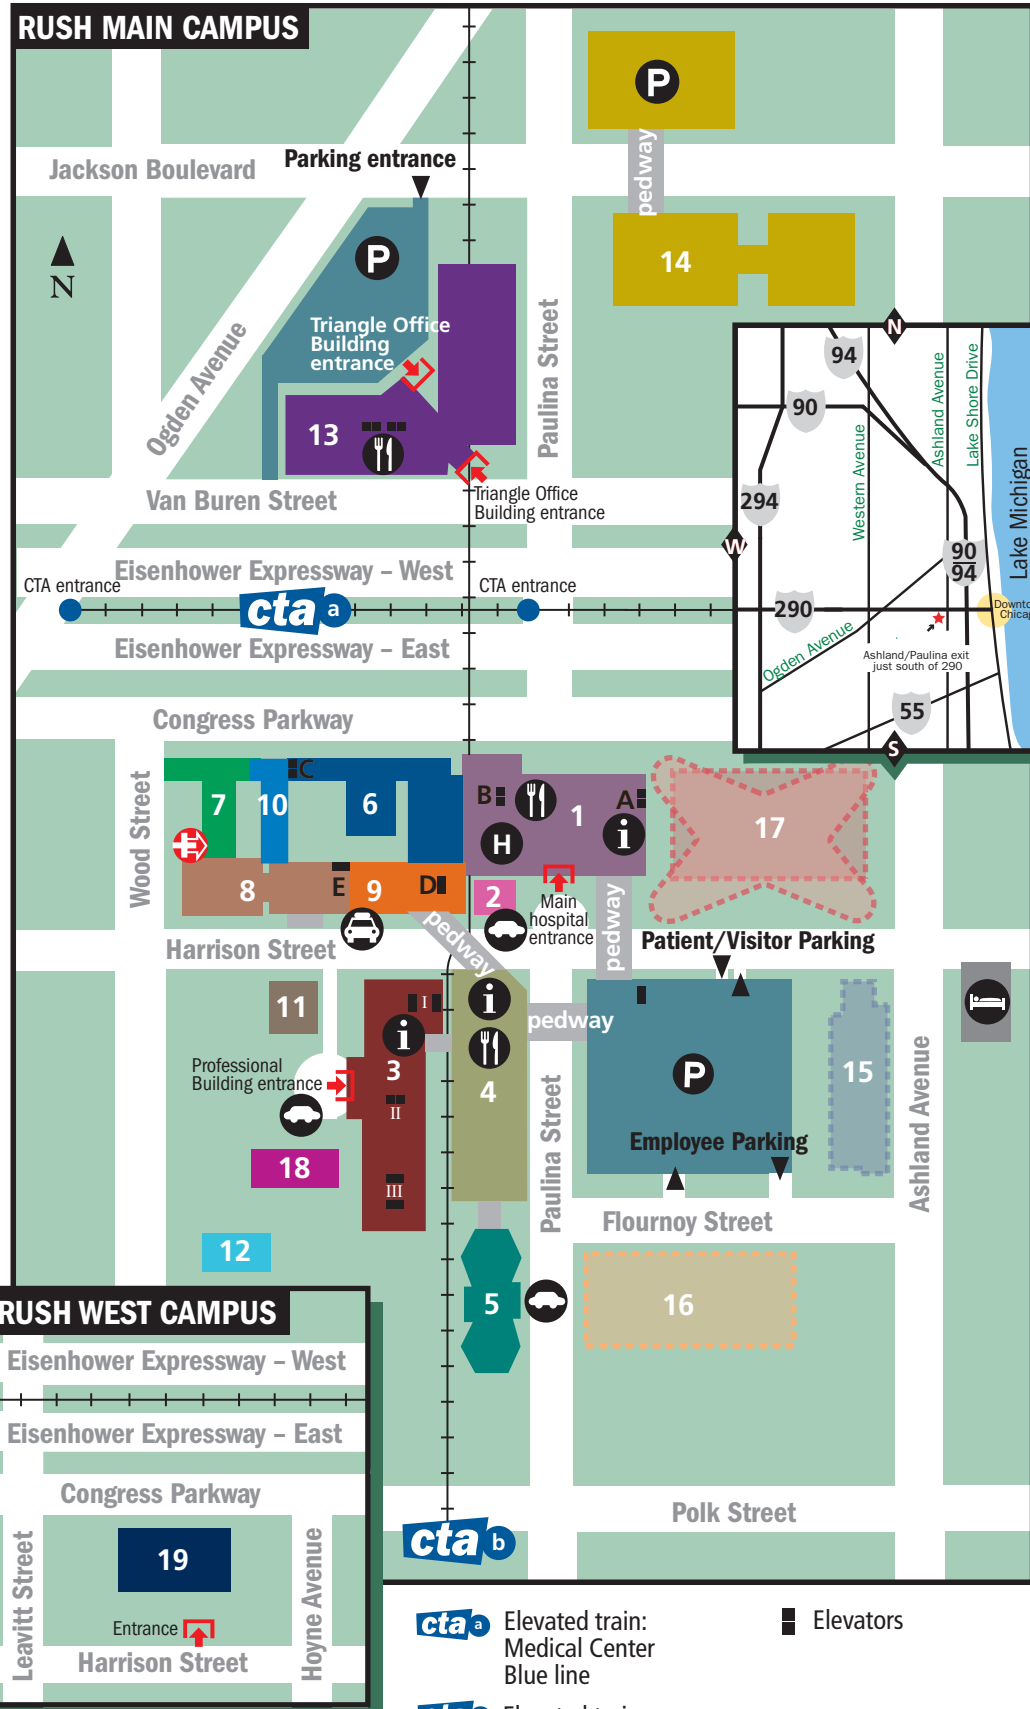 RUSH MAIN CAMPUS
P
pedway
Jackson Boulevard
Parking entrance
N
P
14
Triangle Office
Building
entrance
Ogden Avenue
Paulina Street
13
Van Buren Street
Triangle Office
Building entrance
N
94
90
294
Western Avenue
Ashland Avenue
Lake Shore Drive
Lake Michigan
W
90
94
290
Ogden Avenue
Ashland/Paulina exit
just south of 290
55
S
Eisenhower Expressway – West
CTA entrance
cta a
CTA entrance
Eisenhower Expressway – East
Congress Parkway
Wood Street
7
10
C
6
B
H
1
A
i
17
8
E
9
D
2
Main
hospital
entrance
pedway
pedway
Harrison Street
Patient/Visitor Parking
11
I
i
i
pedway
Professional
Building entrance
3
II
III
4
P
15
Employee Parking
Paulina Street
Ashland Avenue
18
12
Flournoy Street
5
16
Polk Street
cta b
RUSH WEST CAMPUS
Eisenhower Expressway – West
Eisenhower Expressway – East
Congress Parkway
Leavitt Street
19
Hoyne Avenue
Entrance
Harrison Street
cta a
Elevated train:
Medical Center
Blue line
Elevators